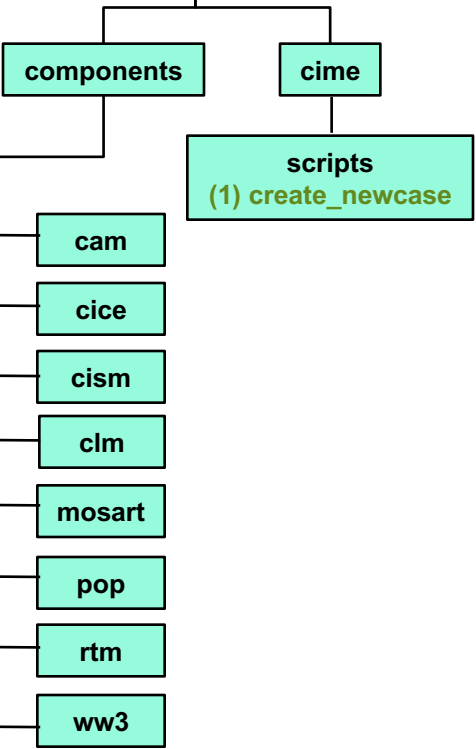 components
cime
scripts
(1) create_newcase
cam
cice
cism
clm
mosart
pop
rtm
ww3